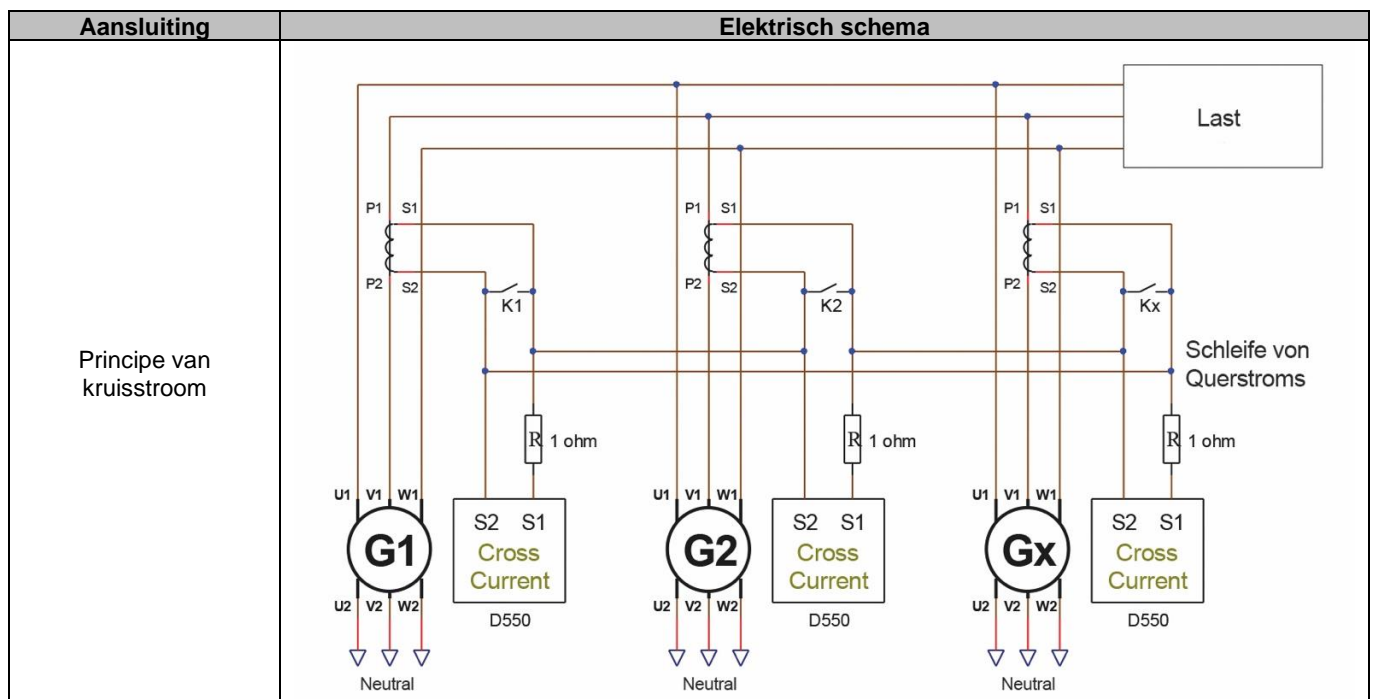 Aansluiting Elektrisch schema
Last
P1 S1 P1 S1 P1 S1
P2 S2 P2 S2 P2 S2
K1 K2 Kx
Principe van
kruisstroom
Schleife von
Querstroms
R 1 ohm R 1 ohm R 1 ohm
U1 V1 W1 U1 V1 W1 U1 V1 W1
S2 S1 S2 S1 S2 S1
G1 G2 Gx
Cross Cross Cross
Current Current Current
U2 V2 W2 U2 V2 W2 U2 V2 W2
D550 D550 D550
Neutral Neutral Neutral